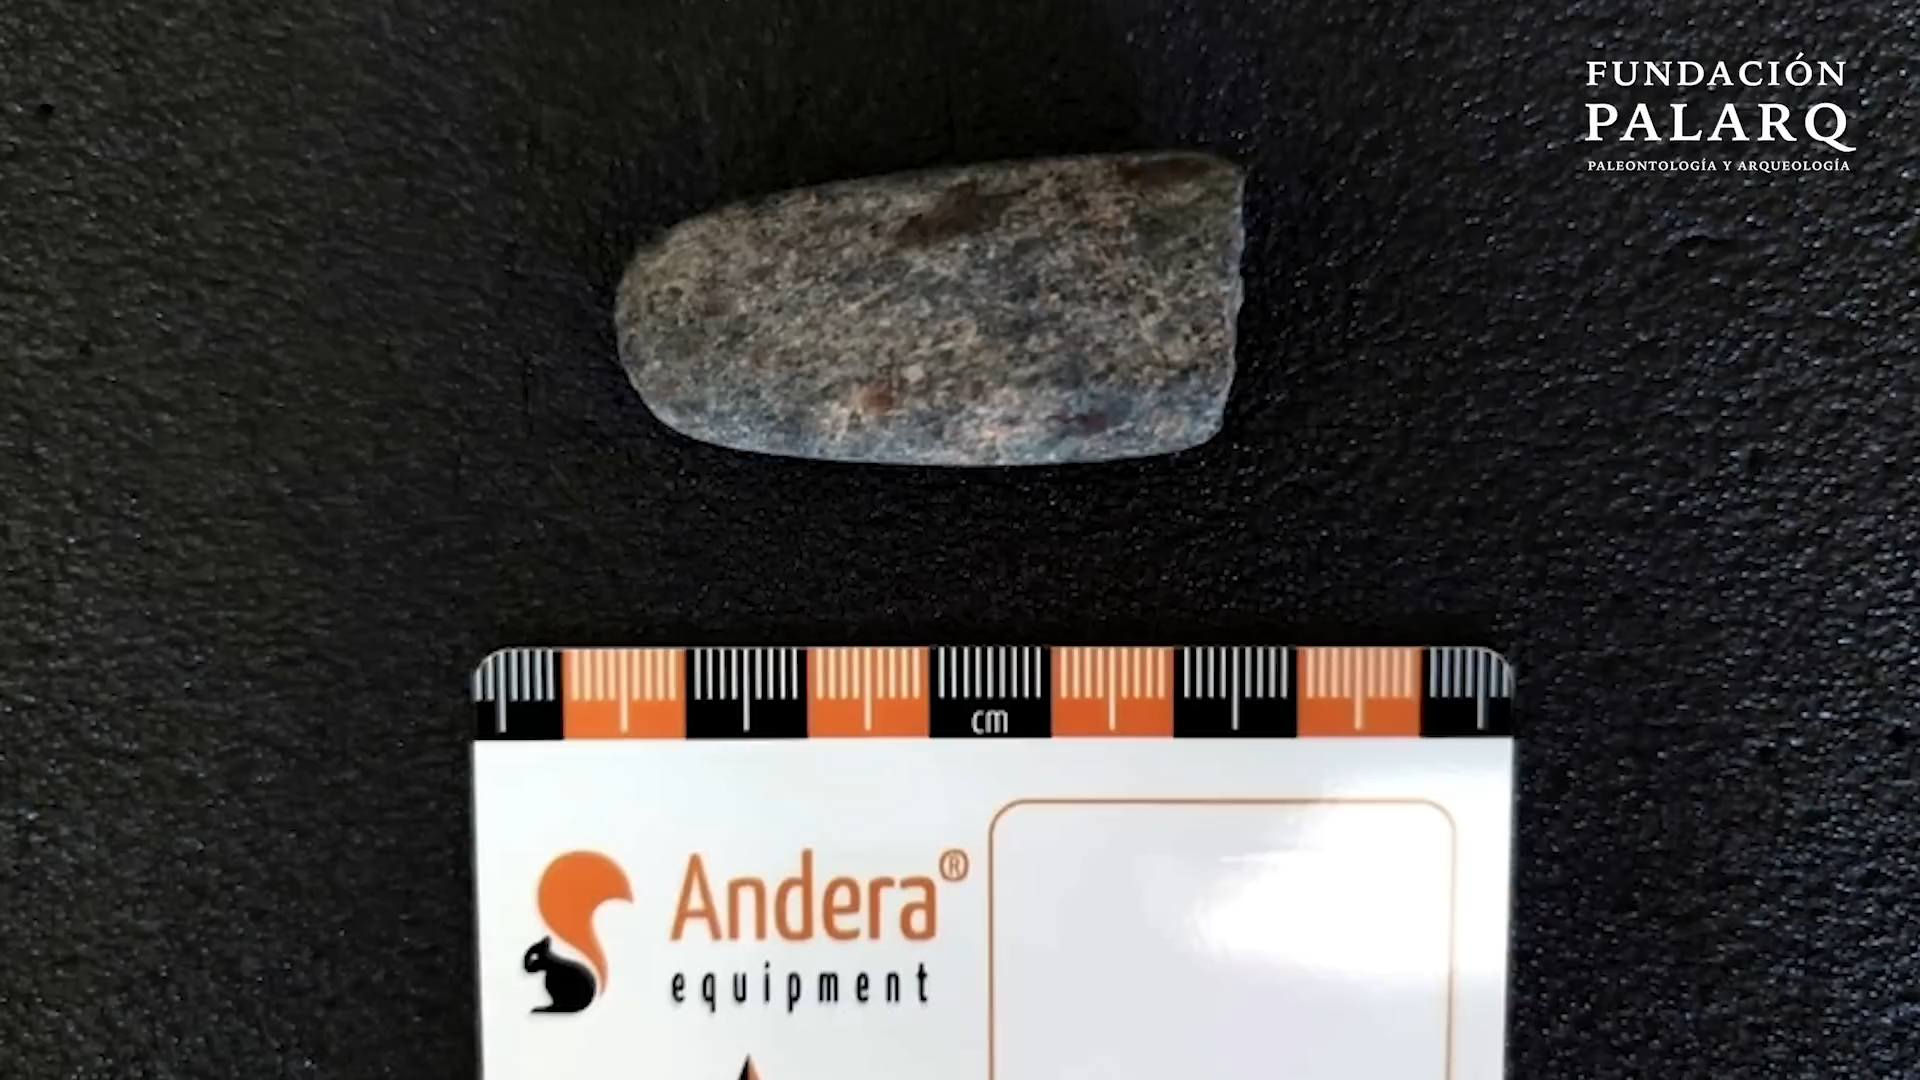 FUNDACIÓN
PALARQ
PALEONTOLOGÍA Y ARQUEOLOGÍA
cm
Andera®
equipment